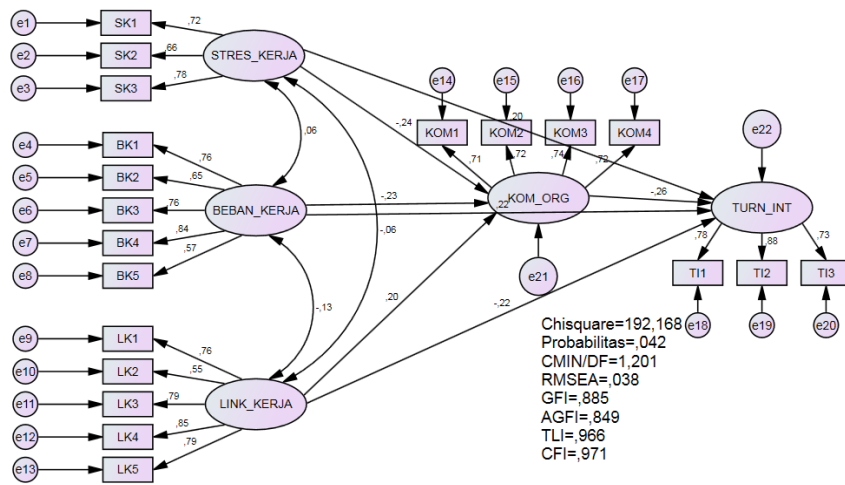 e1
SK1
,72
e2
SK2
,66
STRES_KERJA
e3
SK3
,78
e14
e15
e16
e17
KOM1
KOM2
KOM3
KOM4
,20
-,24
,71
,72
,74
,72
e22
,06
e4
BK1
,76
e5
BK2
,65
e6
BK3
,76
BEBAN_KERJA
e7
BK4
,84
e8
BK5
,57
-,23
,22
KOM_ORG
-,26
TURN_INT
-,06
,78
,88
,73
TI1
TI2
TI3
e21
e18
e19
e20
-,13
,20
-,22
e9
LK1
,76
e10
LK2
,55
e11
LK3
,79
LINK_KERJA
e12
LK4
,85
e13
LK5
,79
Chisquare=192,168
Probabilitas=,042
CMIN/DF=1,201
RMSEA=,038
GFI=,885
AGFI=,849
TLI=,966
CFI=,971